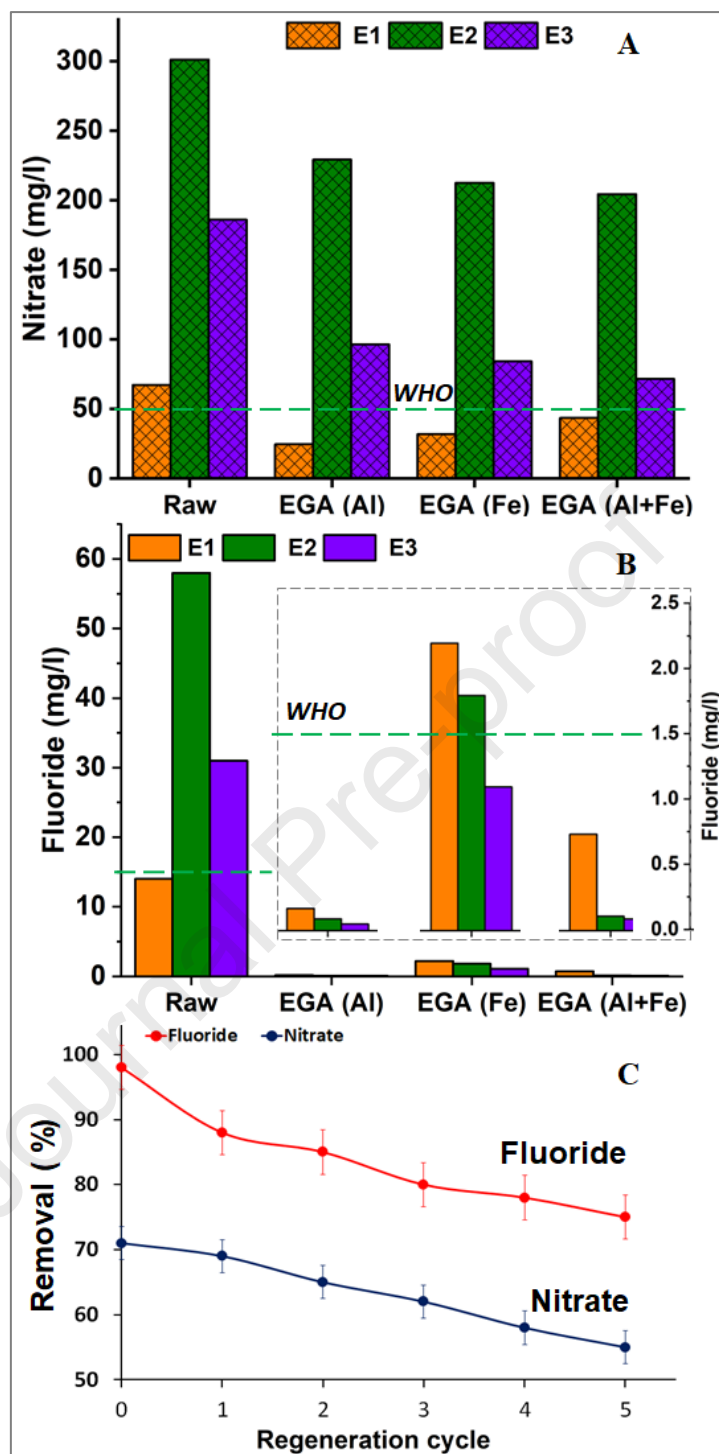 E1 E2 E3 A
Nitrate (mg/l)
300
250
200
150
100
50
0
WHO
Raw EGA (Al) EGA (Fe) EGA (Al+Fe)
E1 E2 E3 B
Fluoride (mg/l)
60
50
40
30
20
10
0
WHO
2.5
2.0
1.5
1.0
0.5
0.0
Fluoride (mg/l)
Raw EGA (Al) EGA (Fe) EGA (Al+Fe)
Fluoride Nitrate
C
Removal ( %)
100
90
80
70
60
50
Fluoride
Nitrate
0 1 2 3 4 5
Regeneration cycle
Journal Pre-proof